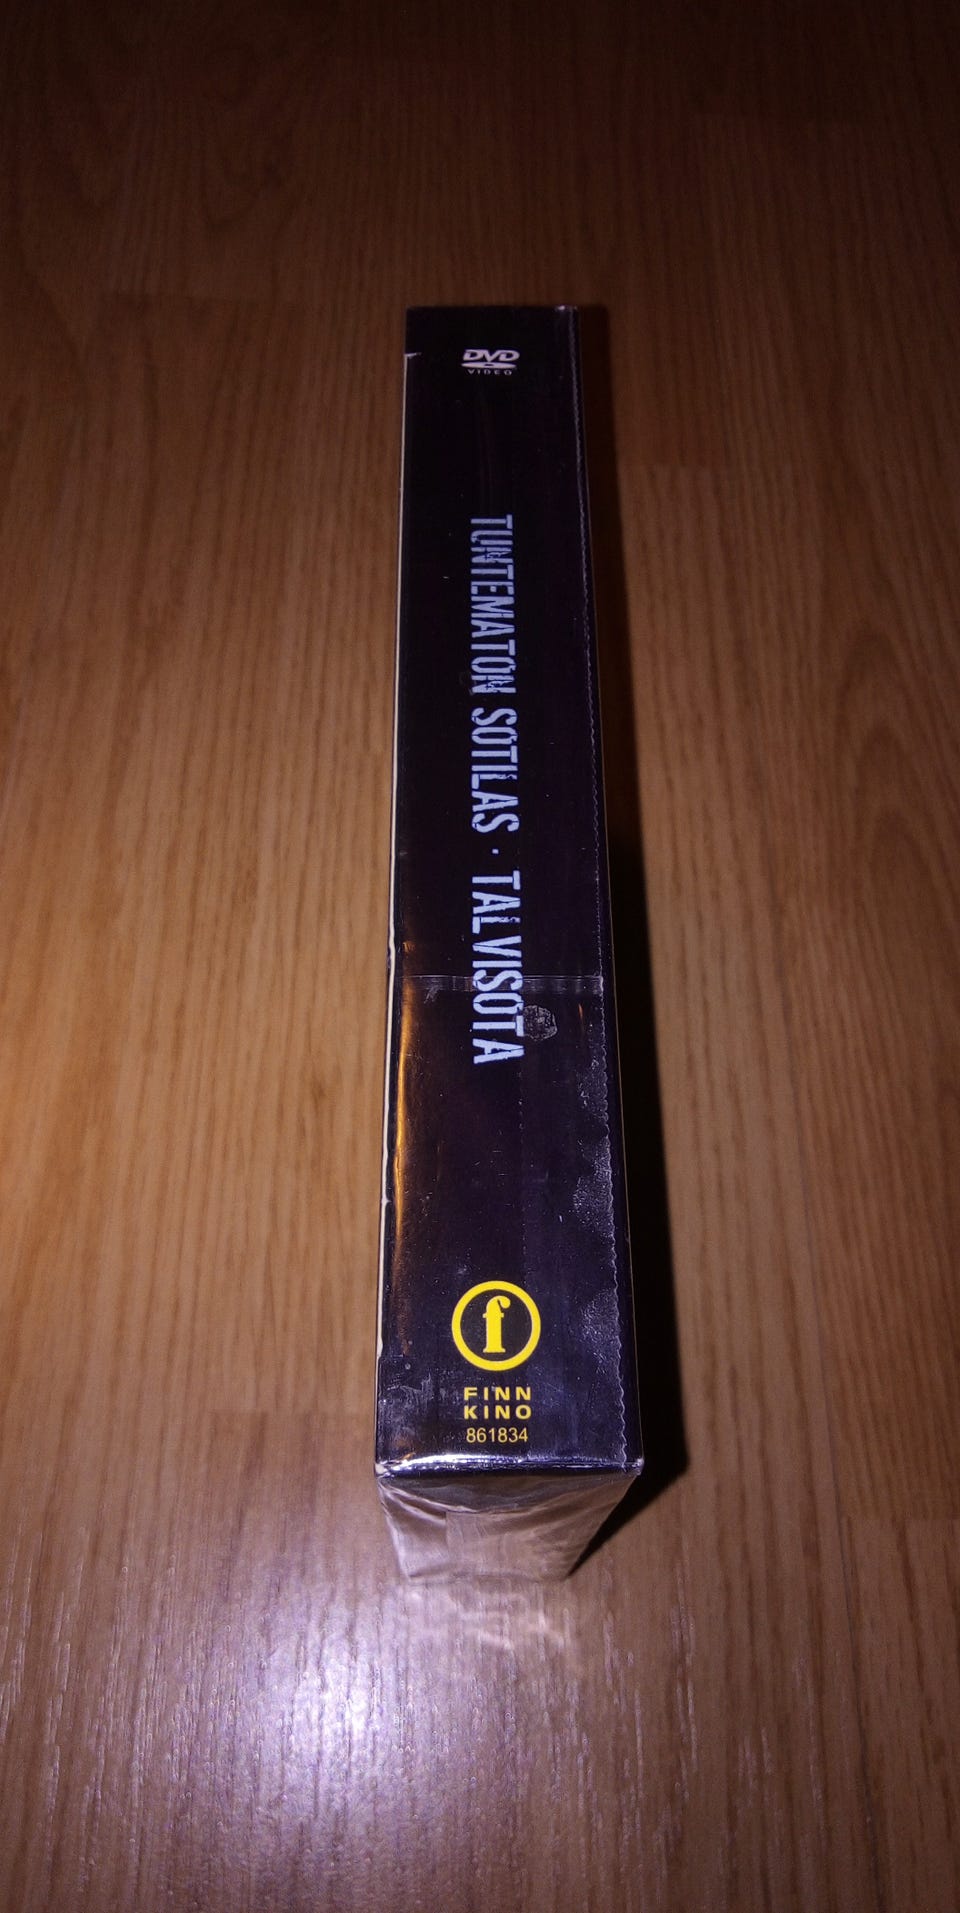 DVD
VIDEO
TUNTEMATON SOTILAS · TALVISOTA
f
FINN
KINO
861834